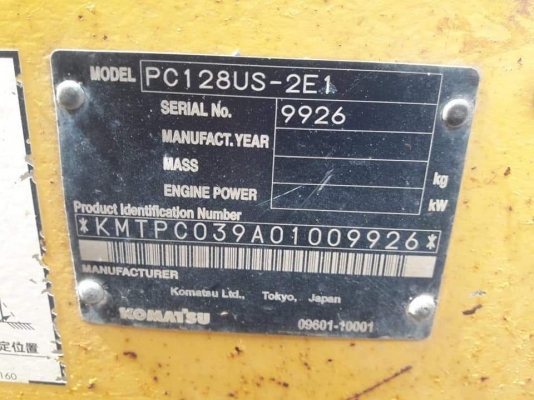 MODEL PC128US-2E1
SERIAL No. 9926
MANUFACT.YEAR
MASS kg
ENGINE POWER kW
Product Identification Number
*KMTPC039A01009926*
MANUFACTURER
Komatsu Ltd., Tokyo, Japan
KOMATSU 09601-10001
定位置
160